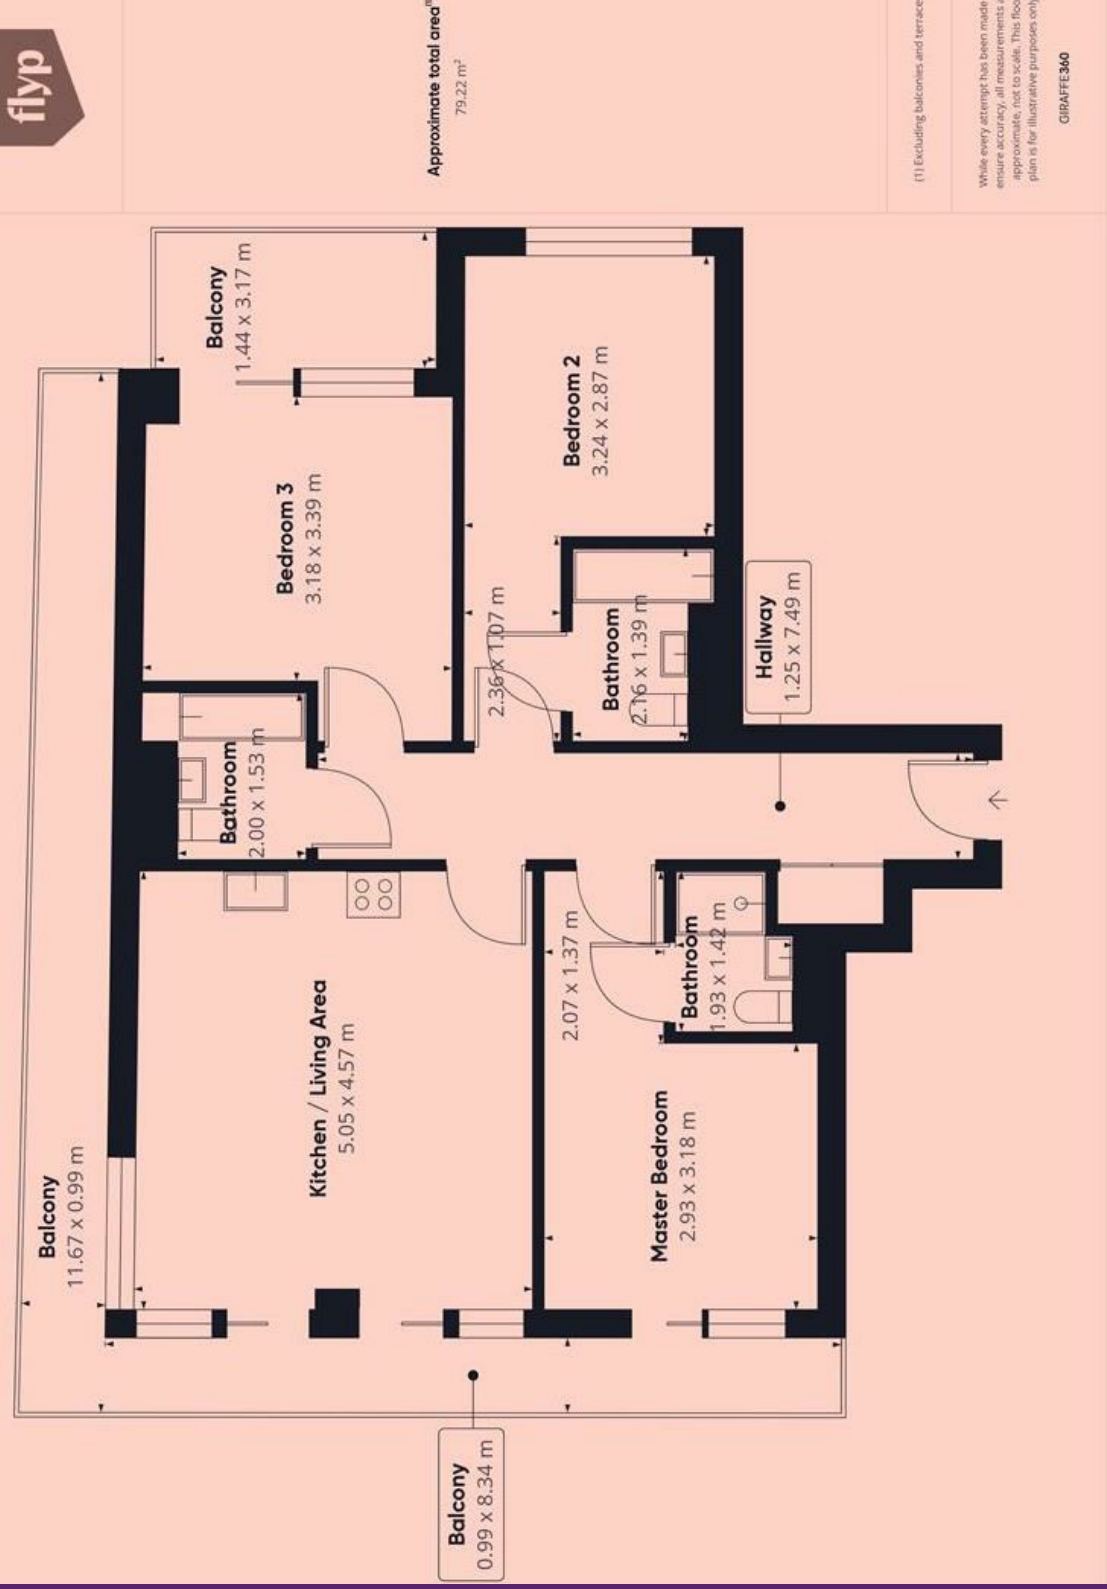 flyp
Approximate total area⁽¹⁾
79.22 m²
(1) Excluding balconies and terraces
While every attempt has been made
ensure accuracy, all measurements
approximate, not to scale. This
plan is for illustrative purposes only
GIRAFFE360
Balcony
11.67 x 0.99 m
Balcony
1.44 x 3.17 m
Bedroom 3
3.18 x 3.39 m
Bedroom 2
3.24 x 2.87 m
2.36 x 1.07 m
Bathroom
2.00 x 1.53 m
Bathroom
2.16 x 1.39 m
Hallway
1.25 x 7.49 m
Kitchen / Living Area
5.05 x 4.57 m
2.07 x 1.37 m
Bathroom
1.93 x 1.42 m
Master Bedroom
2.93 x 3.18 m
Balcony
0.99 x 8.34 m